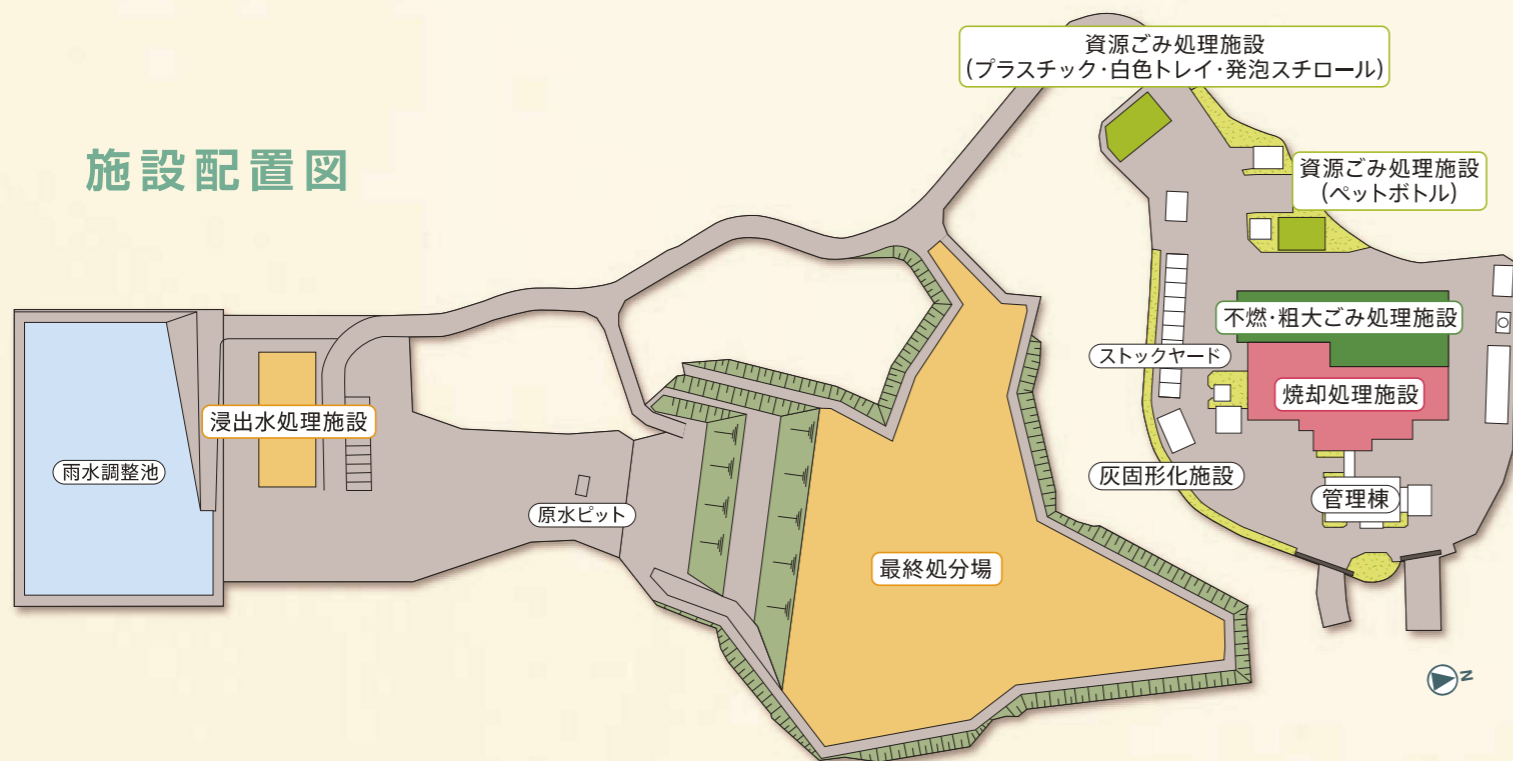 施設配置図
資源ごみ処理施設
(プラスチック・白色トレイ・発泡スチロール)
資源ごみ処理施設
(ペットボトル)
不燃・粗大ごみ処理施設
ストックヤード
焼却処理施設
浸出水処理施設
雨水調整池
灰固形化施設
管理棟
原水ピット
最終処分場
N